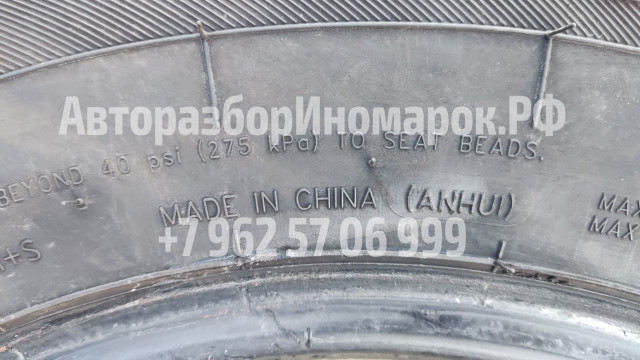 АвторазборИномарок.РФ
BEYOND 40 psi (275 kPa) TO SEAT BEADS.
MADE IN CHINA (ANHUI)
MAX
+S
+7 962 57 06 999